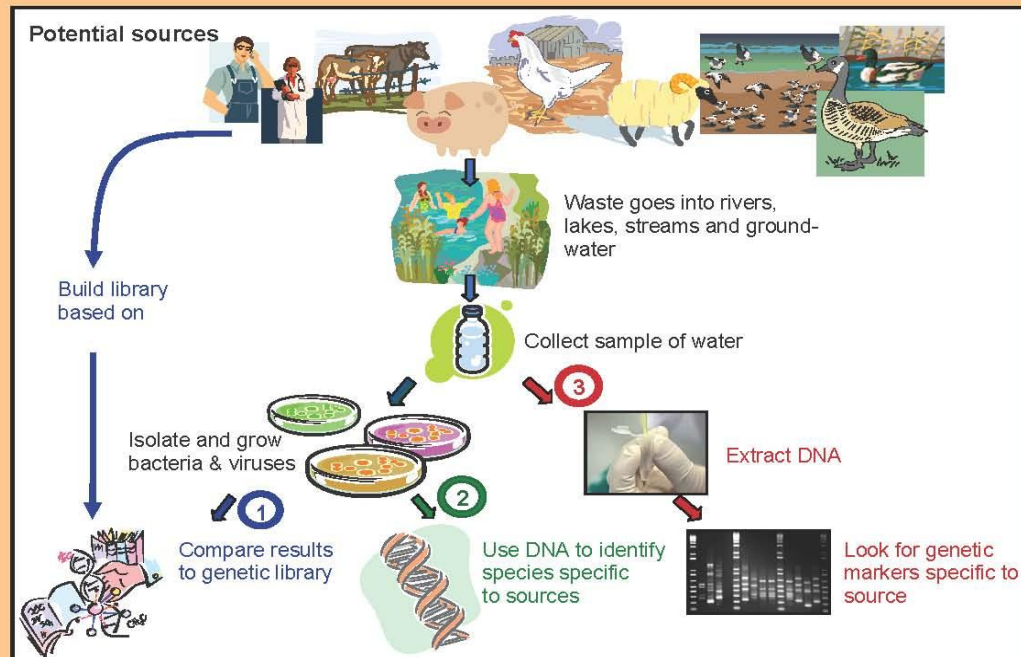 Potential sources
Waste goes into rivers,
lakes, streams and ground-
water
Build library
based on
Collect sample of water
3
Isolate and grow
bacteria & viruses
Extract DNA
1
2
Compare results
to genetic library
Use DNA to identify
species specific
to sources
Look for genetic
markers specific to
source